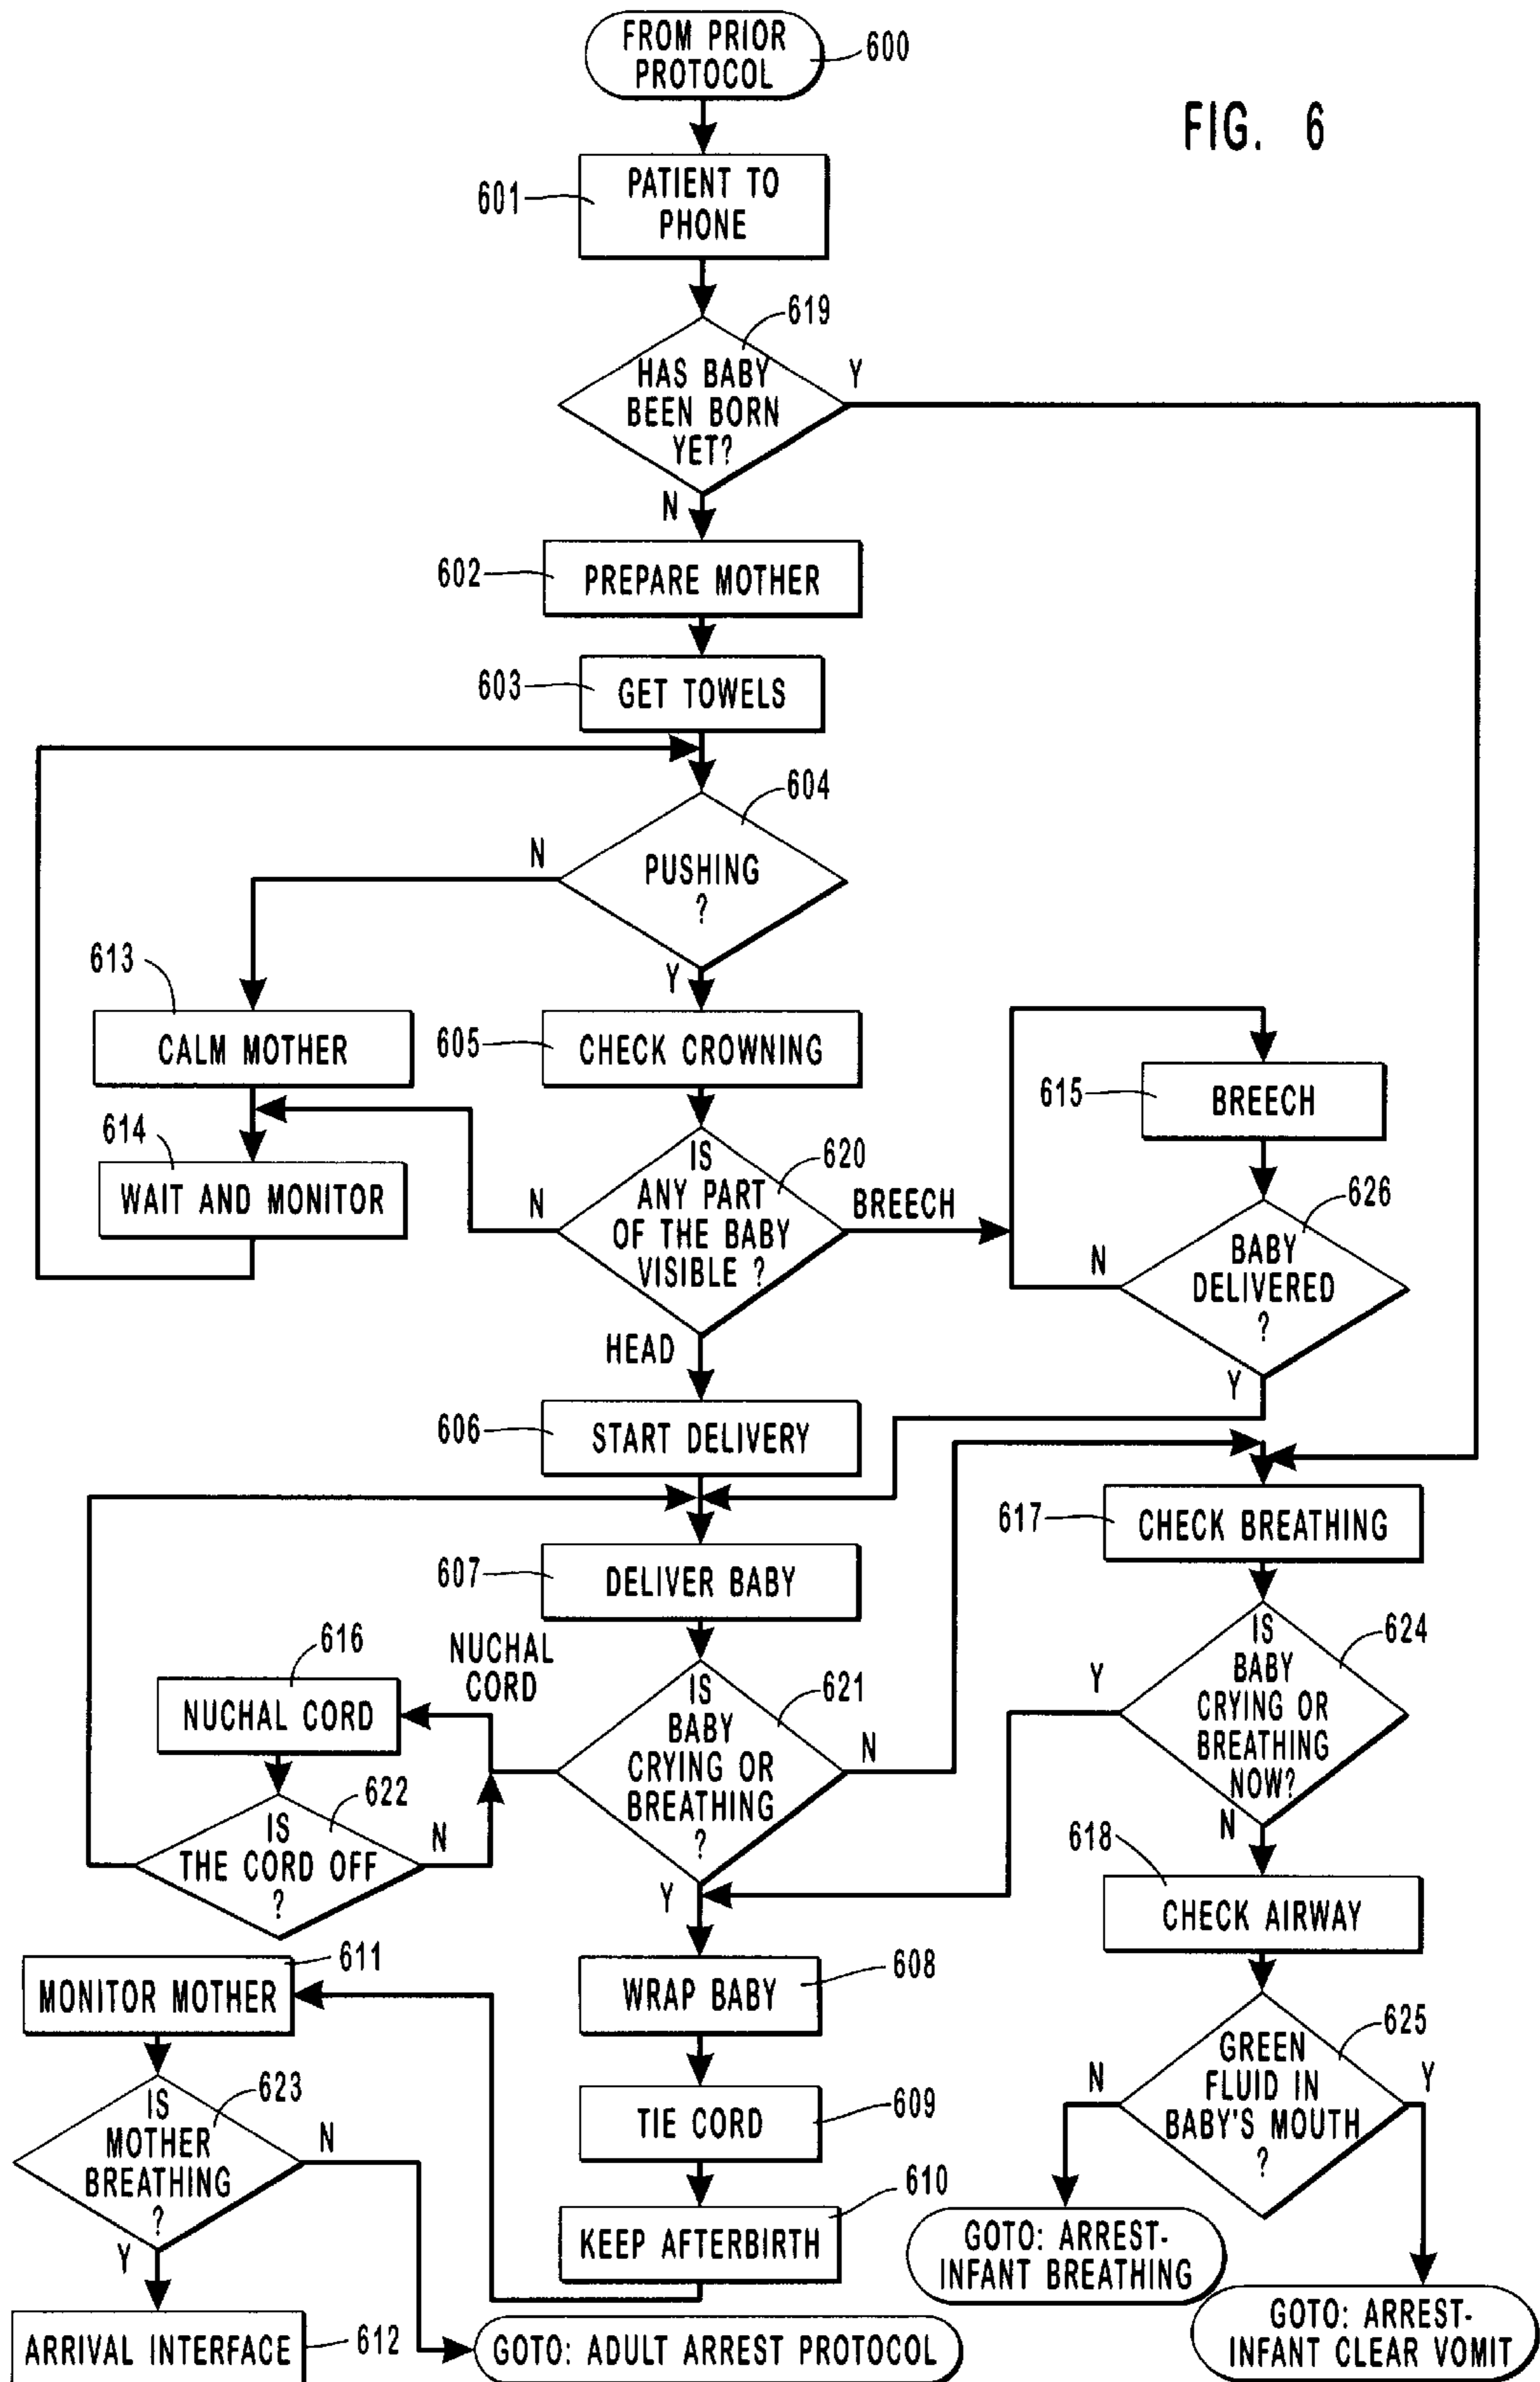 FROM PRIOR
PROTOCOL
600
FIG. 6
601
PATIENT TO
PHONE
619
HAS BABY
BEEN BORN
YET?
Y
N
602
PREPARE MOTHER
603
GET TOWELS
604
PUSHING
?
N
Y
613
CALM MOTHER
605
CHECK CROWNING
615
BREECH
614
WAIT AND MONITOR
620
IS
ANY PART
OF THE BABY
VISIBLE ?
N
BREECH
HEAD
626
BABY
DELIVERED
?
N
Y
606
START DELIVERY
617
CHECK BREATHING
607
DELIVER BABY
616
NUCHAL CORD
NUCHAL
CORD
621
IS
BABY
CRYING OR
BREATHING
?
N
Y
624
IS
BABY
CRYING OR
BREATHING
NOW?
Y
N
622
IS
THE CORD OFF
?
N
618
CHECK AIRWAY
611
MONITOR MOTHER
608
WRAP BABY
625
GREEN
FLUID IN
BABY'S MOUTH
?
N
Y
623
IS
MOTHER
BREATHING
?
N
Y
609
TIE CORD
610
KEEP AFTERBIRTH
GOTO: ARREST-
INFANT BREATHING
GOTO: ARREST-
INFANT CLEAR VOMIT
ARRIVAL INTERFACE
612
GOTO: ADULT ARREST PROTOCOL